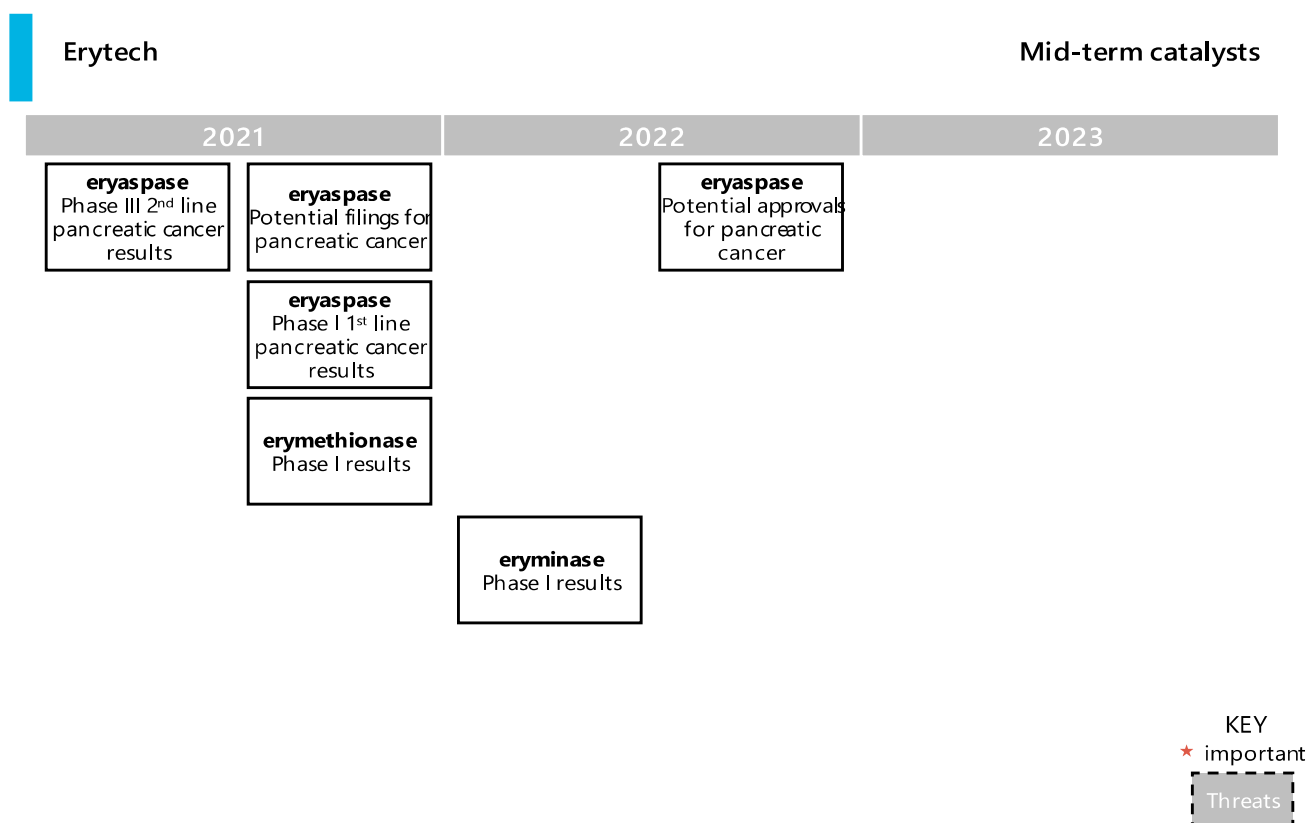 Erytech
Mid-term catalysts
2021
2022
2023
eryaspase
Phase III 2nd line
pancreatic cancer
results
eryaspase
Potential filings for
pancreatic cancer
eryaspase
Potential approvals
for pancreatic
cancer
eryaspase
Phase I 1st line
pancreatic cancer
results
erymethionase
Phase I results
eryminase
Phase I results
KEY
★ important
Threats